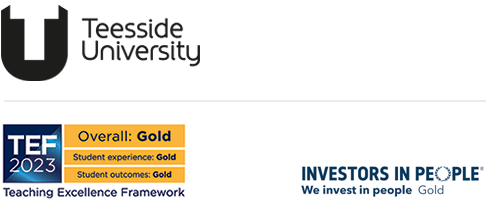 Teesside
University
TEF
2023
Overall: Gold
Student experience: Gold
Student outcomes: Gold
Teaching Excellence Framework
INVESTORS IN PEOPLE®
We invest in people Gold